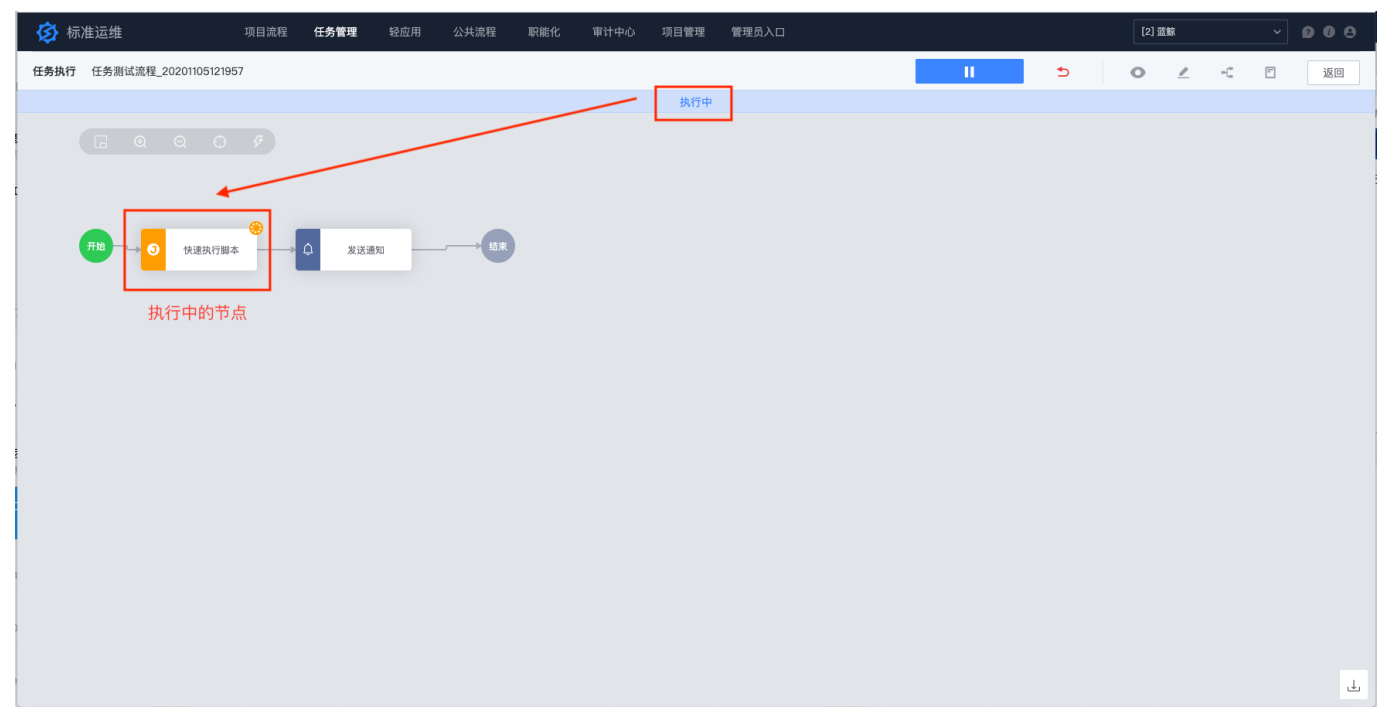 标准运维 项目流程 任务管理 轻应用 公共流程 职能化 审计中心 项目管理 管理员入口 [2] 蓝鲸
任务执行 任务测试流程_20201105121957 返回
执行中
开始 快速执行脚本 发送通知 结束
执行中的节点